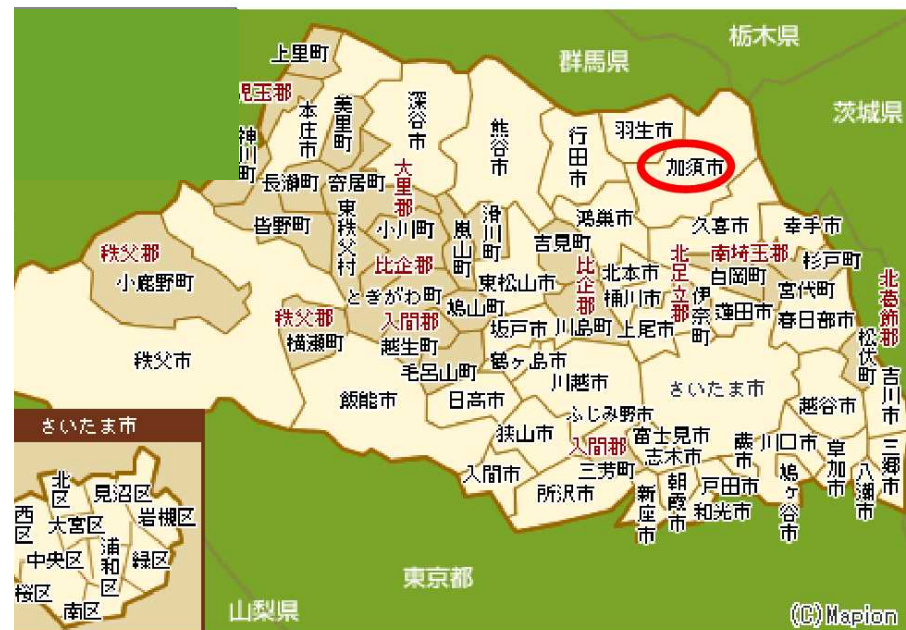 栃木県
群馬県
茨城県
上里町
児玉郡
本庄市
美里町
深谷市
熊谷市
行田市
羽生市
加須市
神川町
長瀞町
寄居町
大里郡
皆野町
東秩父村
小川町
嵐山町
滑川町
吉見町
鴻巣市
久喜市
幸手市
秩父郡
小鹿野町
比企郡
東松山市
比企郡
北本市
北足立郡
南埼玉郡
白岡町
杉戸町
ときがわ町
鳩山町
桶川市
伊奈町
蓮田市
宮代町
北葛飾郡
秩父郡
横瀬町
入間郡
越生町
坂戸市
川島町
上尾市
春日部市
松伏町
秩父市
毛呂山町
鶴ヶ島市
川越市
さいたま市
吉川市
飯能市
日高市
ふじみ野市
越谷市
狭山市
入間郡
富士見市
志木市
蕨市
川口市
草加市
三郷市
入間市
三芳町
所沢市
新座市
朝霞市
戸田市
和光市
鳩ヶ谷市
八潮市
さいたま市
北区
見沼区
西区
大宮区
岩槻区
中央区
浦和区
緑区
桜区
南区
東京都
山梨県
(C)Mapion